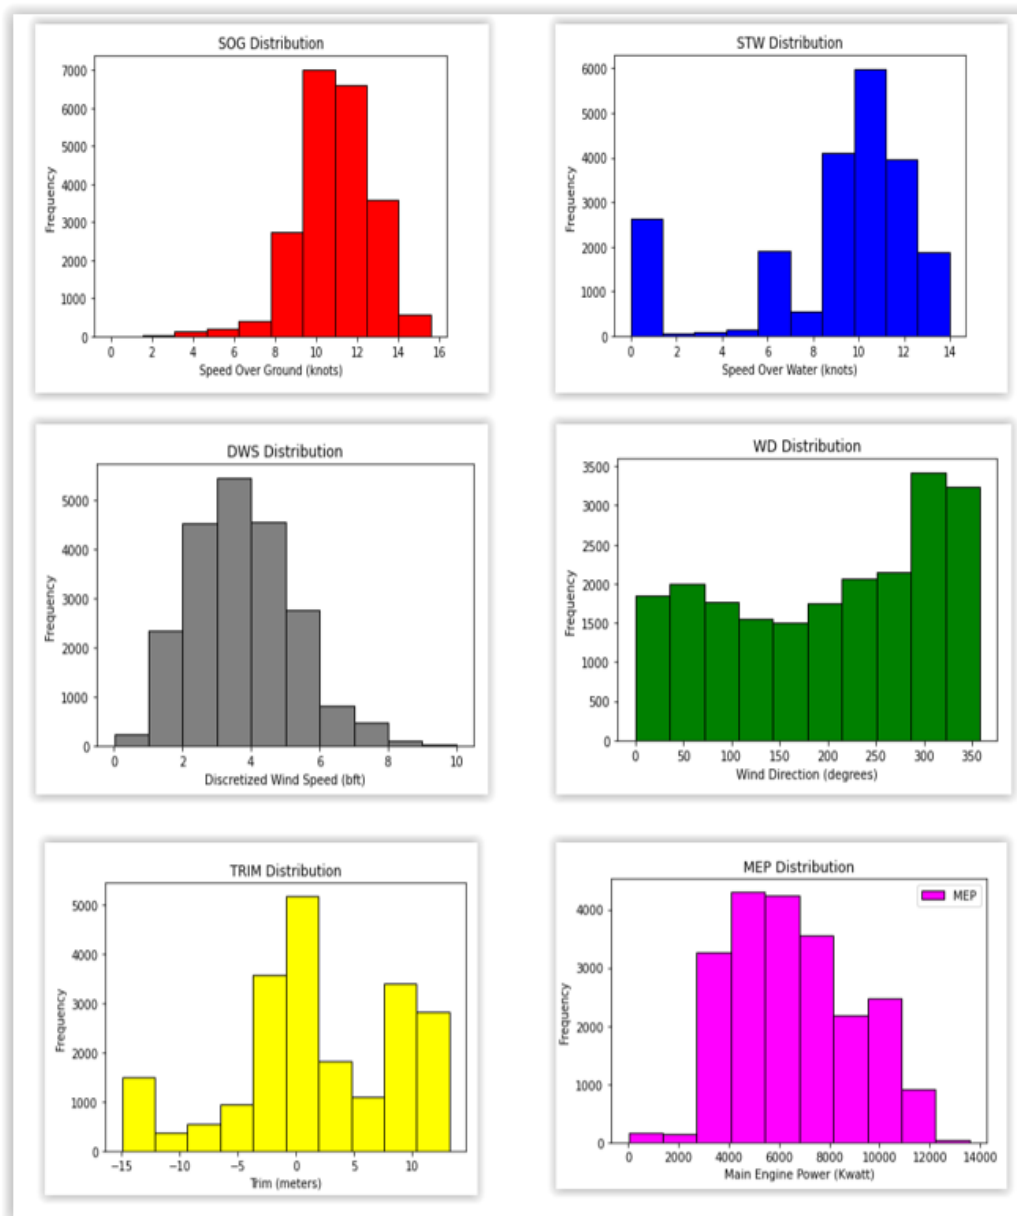 SOG Distribution
7000
6000
5000
4000
3000
2000
1000
0
Frequency
0 2 4 6 8 10 12 14 16
Speed Over Ground (knots)
STW Distribution
6000
5000
4000
3000
2000
1000
0
Frequency
0 2 4 6 8 10 12 14
Speed Over Water (knots)
DWS Distribution
5000
4000
3000
2000
1000
0
Frequency
0 2 4 6 8 10
Discretized Wind Speed (bft)
WD Distribution
3500
3000
2500
2000
1500
1000
500
0
Frequency
0 50 100 150 200 250 300 350
Wind Direction (degrees)
TRIM Distribution
5000
4000
3000
2000
1000
0
Frequency
−15 −10 −5 0 5 10
Trim (meters)
MEP Distribution
MEP
4000
3000
2000
1000
0
Frequency
0 2000 4000 6000 8000 10000 12000 14000
Main Engine Power (Kwatt)